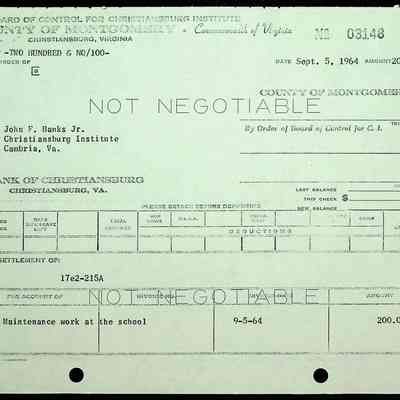 ARD OF CONTROL FOR CHRISTIANSBURG INSTITUTE
UNTY OF MONTGOMERY • Commonwealth of Virginia No 03148
CHRISTIANSBURG, VIRGINIA
-TWO HUNDRED & NO/100-
ORDER OF
DATE Sept. 5, 1964 AMOUNT 20
COUNTY OF MONTGOMER
NOT NEGOTIABLE
John F. Banks Jr.
Christiansburg Institute
Cambria, Va.
By Order of Board of Control for C. I.
NK OF CHRISTIANSBURG
CHRISTIANSBURG, VA.
LAST BALANCE
THIS CHECK $
NEW BALANCE
PLEASE DETACH BEFORE DEPOSITING
DEDUCTIONS
SETTLEMENT OF:
17e2-215A
NOT NEGOTIABLE
FOR ACCOUNT OF
AMOUNT
Maintenance work at the school 9-5-64 200.0